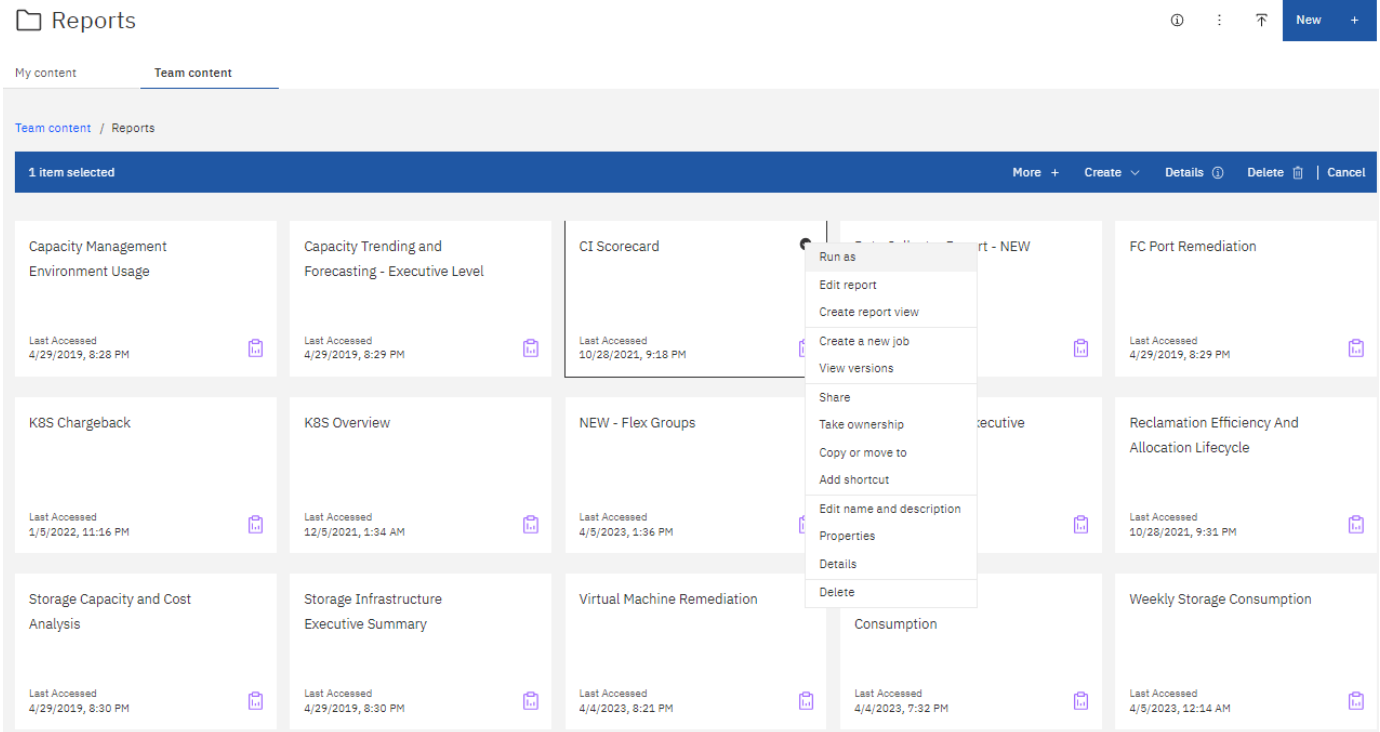 Reports
New +
My content
Team content
Team content / Reports
1 item selected
More +
Create
Details
Delete
Cancel
Capacity Management
Environment Usage
Last Accessed
4/29/2019, 8:28 PM
Capacity Trending and
Forecasting - Executive Level
Last Accessed
4/29/2019, 8:29 PM
CI Scorecard
Last Accessed
10/28/2021, 9:18 PM
Run as
Edit report
Create report view
Create a new job
View versions
Share
Take ownership
Copy or move to
Add shortcut
Edit name and description
Properties
Details
Delete
- NEW
FC Port Remediation
Last Accessed
4/29/2019, 8:29 PM
K8S Chargeback
Last Accessed
1/5/2022, 11:16 PM
K8S Overview
Last Accessed
12/5/2021, 1:34 AM
NEW - Flex Groups
Last Accessed
4/5/2023, 1:36 PM
Reclamation Efficiency And
Allocation Lifecycle
Last Accessed
10/28/2021, 9:31 PM
Storage Capacity and Cost
Analysis
Last Accessed
4/29/2019, 8:30 PM
Storage Infrastructure
Executive Summary
Last Accessed
4/29/2019, 8:30 PM
Virtual Machine Remediation
Last Accessed
4/4/2023, 8:21 PM
Consumption
Last Accessed
4/4/2023, 7:32 PM
Weekly Storage Consumption
Last Accessed
4/5/2023, 12:14 AM